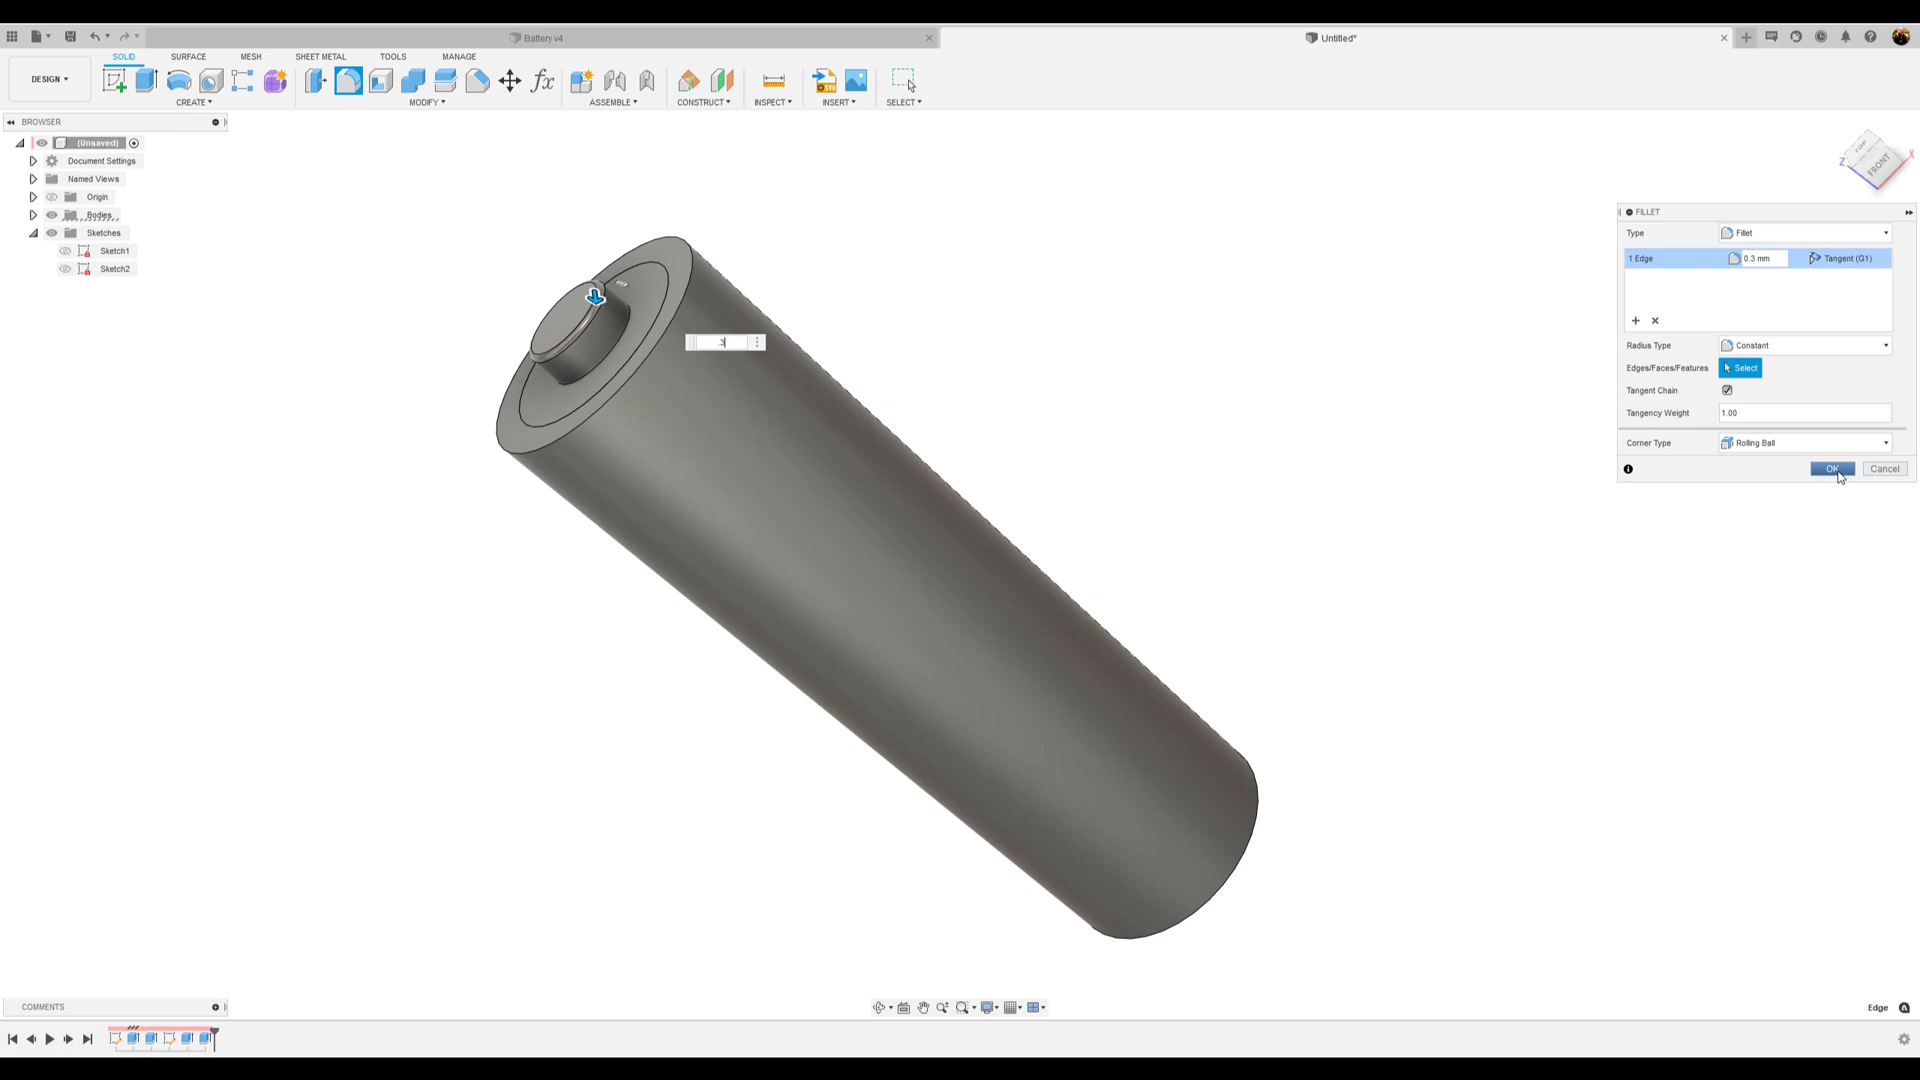 Battery v4
Untitled*
SOLID
SURFACE
MESH
SHEET METAL
TOOLS
MANAGE
DESIGN
CREATE
MODIFY
ASSEMBLE
CONSTRUCT
INSPECT
INSERT
SELECT
BROWSER
(Unsaved)
Document Settings
Named Views
Origin
Bodies
Sketches
Sketch1
Sketch2
TOP
FRONT
Z
X
FILLET
Type
Fillet
1 Edge
0.3 mm
Tangent (G1)
Radius Type
Constant
Edges/Faces/Features
Select
Tangent Chain
Tangency Weight
1.00
Corner Type
Rolling Ball
OK
Cancel
.3
COMMENTS
Edge